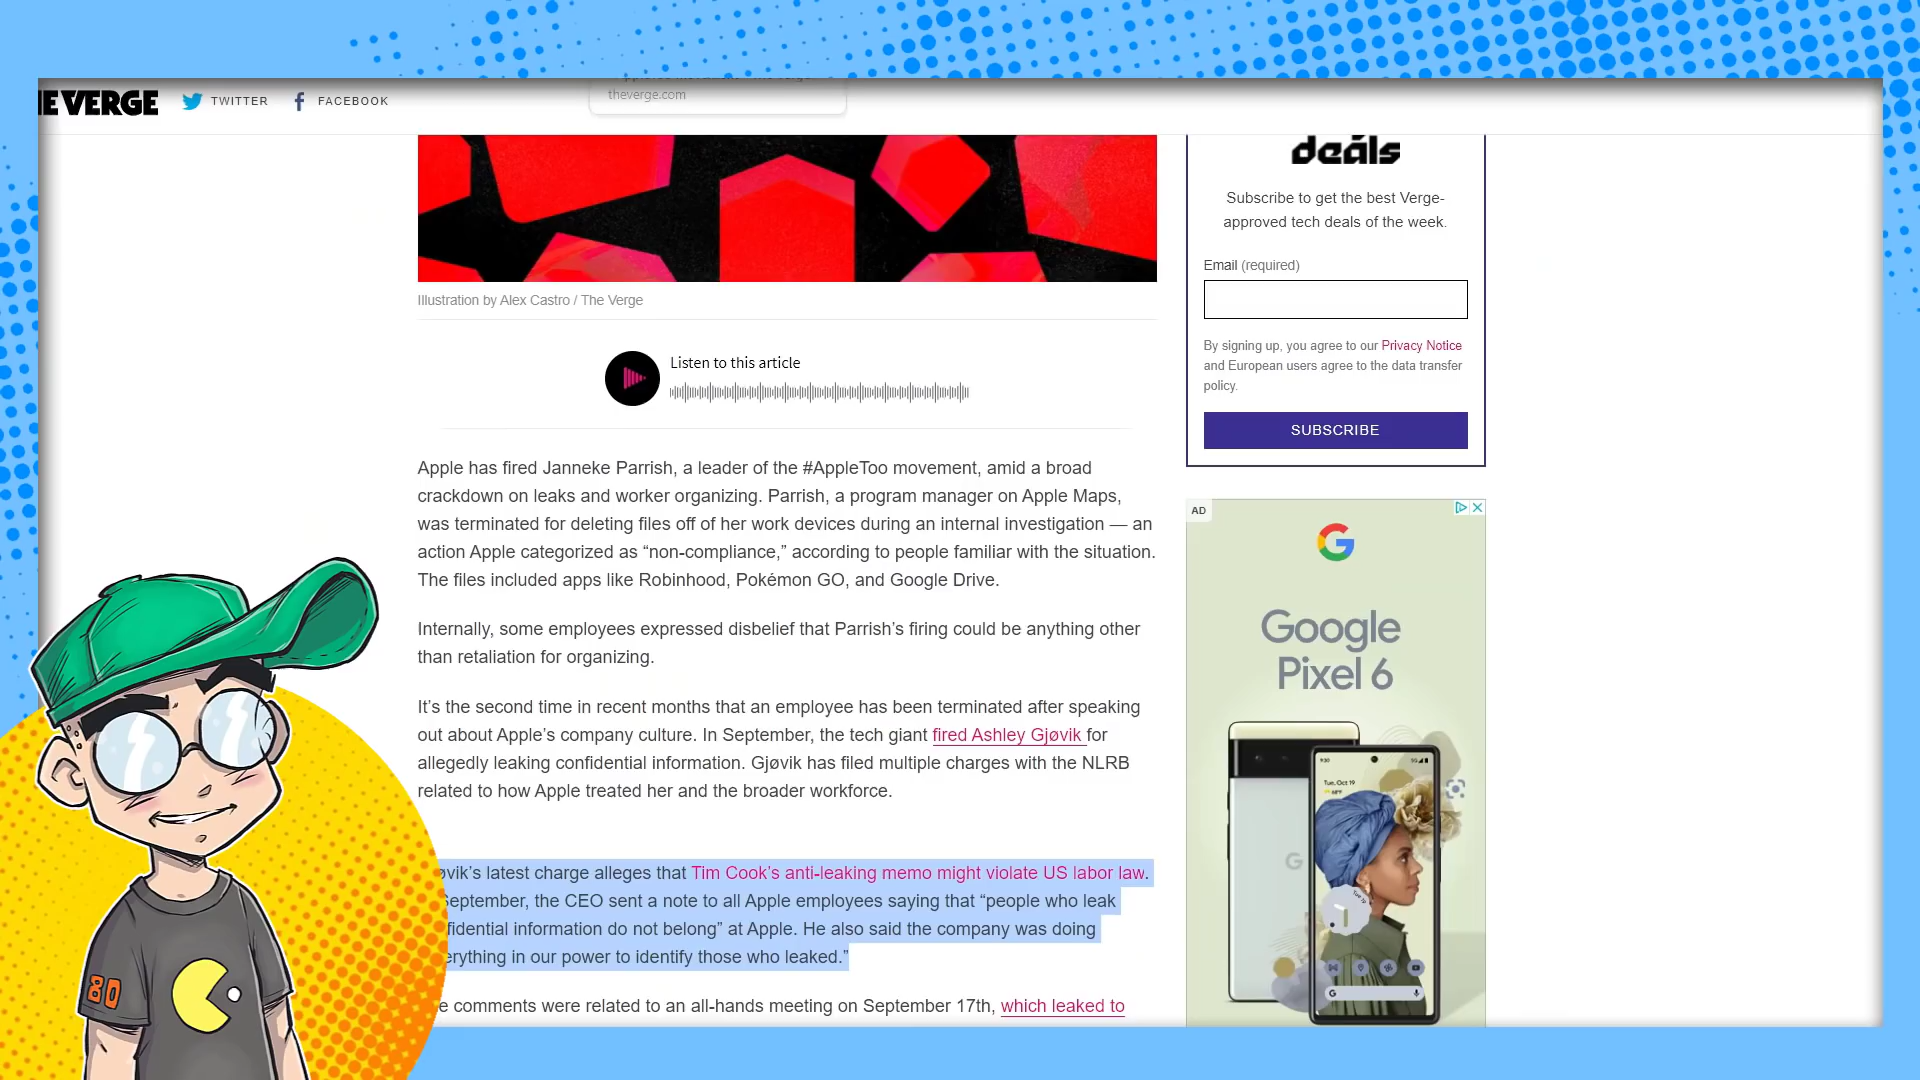 E VERGE
TWITTER
FACEBOOK
theverge.com
deals
Subscribe to get the best Verge-
approved tech deals of the week.
Email (required)
By signing up, you agree to our Privacy Notice
and European users agree to the data transfer
policy.
SUBSCRIBE
Illustration by Alex Castro / The Verge
Listen to this article
Apple has fired Janneke Parrish, a leader of the #AppleToo movement, amid a broad
crackdown on leaks and worker organizing. Parrish, a program manager on Apple Maps,
was terminated for deleting files off of her work devices during an internal investigation — an
action Apple categorized as “non-compliance,” according to people familiar with the situation.
The files included apps like Robinhood, Pokémon GO, and Google Drive.
Internally, some employees expressed disbelief that Parrish’s firing could be anything other
than retaliation for organizing.
It’s the second time in recent months that an employee has been terminated after speaking
out about Apple’s company culture. In September, the tech giant fired Ashley Gjøvik for
allegedly leaking confidential information. Gjøvik has filed multiple charges with the NLRB
related to how Apple treated her and the broader workforce.
øvik’s latest charge alleges that Tim Cook’s anti-leaking memo might violate US labor law.
September, the CEO sent a note to all Apple employees saying that “people who leak
fidential information do not belong” at Apple. He also said the company was doing
erything in our power to identify those who leaked.”
e comments were related to an all-hands meeting on September 17th, which leaked to
AD
Google
Pixel 6
9:30
Tue, Oct 19
G
80